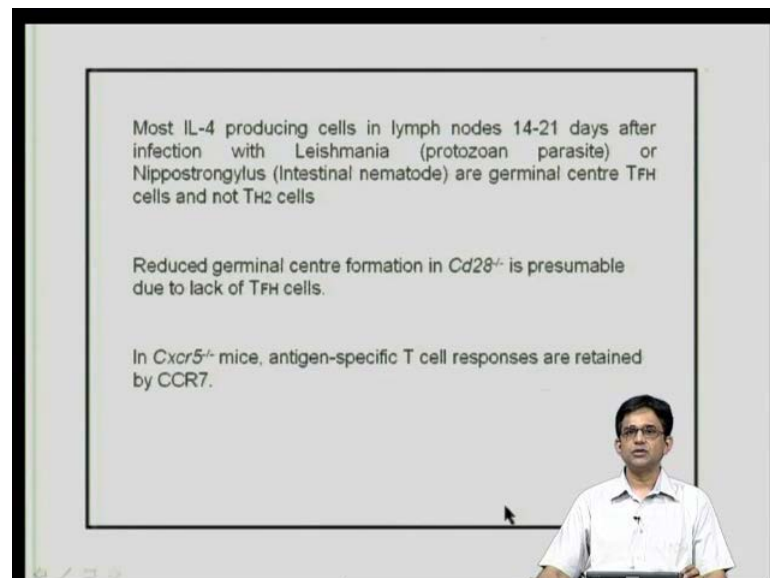 Most IL-4 producing cells in lymph nodes 14-21 days after
infection with Leishmania (protozoan parasite) or
Nippostrongylus (Intestinal nematode) are germinal centre TFH
cells and not TH2 cells
Reduced germinal centre formation in Cd28-/- is presumable
due to lack of TFH cells.
In Cxcr5-/- mice, antigen-specific T cell responses are retained
by CCR7.